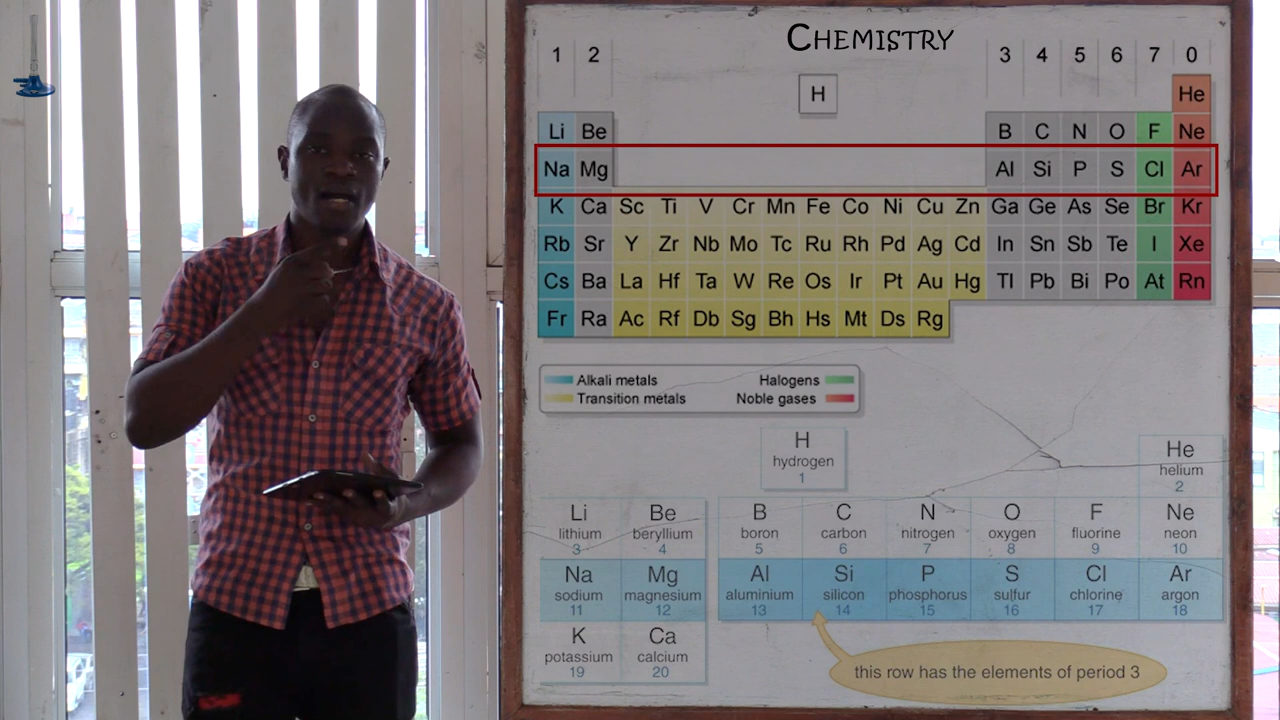 CHEMISTRY
1 2 3 4 5 6 7 0
H He
Li Be B C N O F Ne
Na Mg Al Si P S Cl Ar
K Ca Sc Ti V Cr Mn Fe Co Ni Cu Zn Ga Ge As Se Br Kr
Rb Sr Y Zr Nb Mo Tc Ru Rh Pd Ag Cd In Sn Sb Te I Xe
Cs Ba La Hf Ta W Re Os Ir Pt Au Hg Tl Pb Bi Po At Rn
Fr Ra Ac Rf Db Sg Bh Hs Mt Ds Rg
Alkali metals Halogens
Transition metals Noble gases
H He
hydrogen helium
1 2
Li Be B C N O F Ne
lithium beryllium boron carbon nitrogen oxygen fluorine neon
3 4 5 6 7 8 9 10
Na Mg Al Si P S Cl Ar
sodium magnesium aluminium silicon phosphorus sulfur chlorine argon
11 12 13 14 15 16 17 18
K Ca
potassium calcium
19 20
this row has the elements of period 3